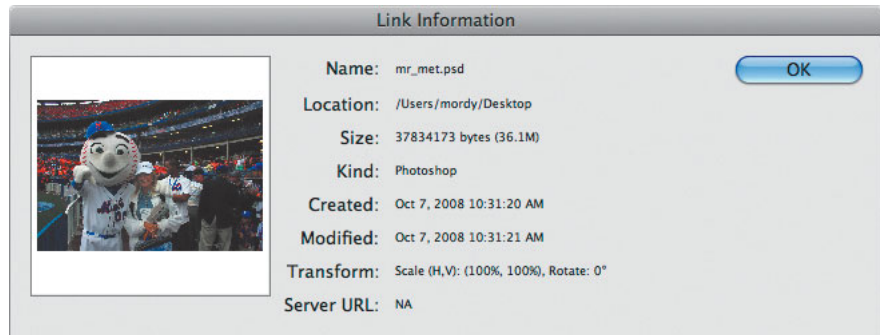 Link Information
Name: mr_met.psd
OK
Location: /Users/mordy/Desktop
Size: 37834173 bytes (36.1M)
Kind: Photoshop
Created: Oct 7, 2008 10:31:20 AM
Modified: Oct 7, 2008 10:31:21 AM
Transform: Scale (H,V): (100%, 100%), Rotate: 0°
Server URL: NA